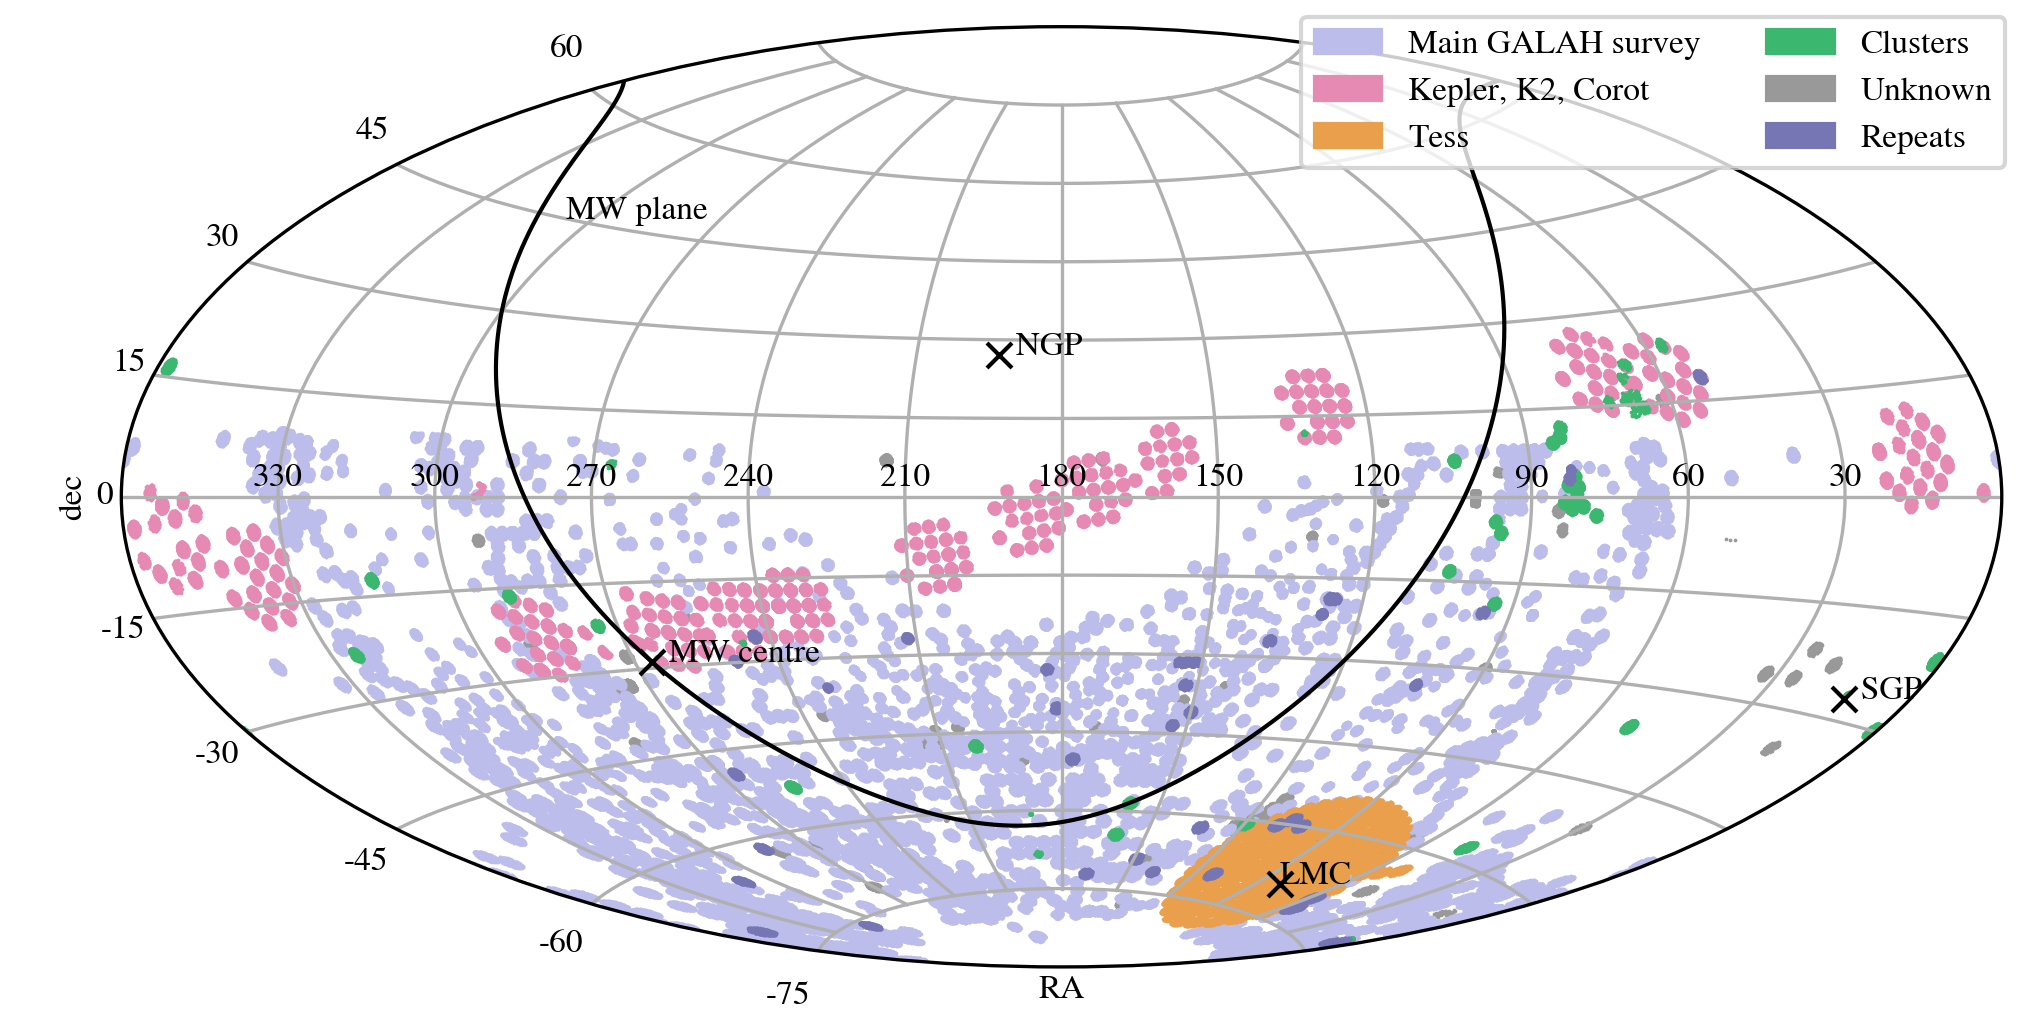 60
Main GALAH survey
Clusters
Kepler, K2, Corot
Unknown
45
Tess
Repeats
MW plane
30
NGP
15
330 300 270 240 210 180 150 120 90 60 30
dec 0
-15
MW centre
SGP
-30
-45
LMC
-60
-75
RA